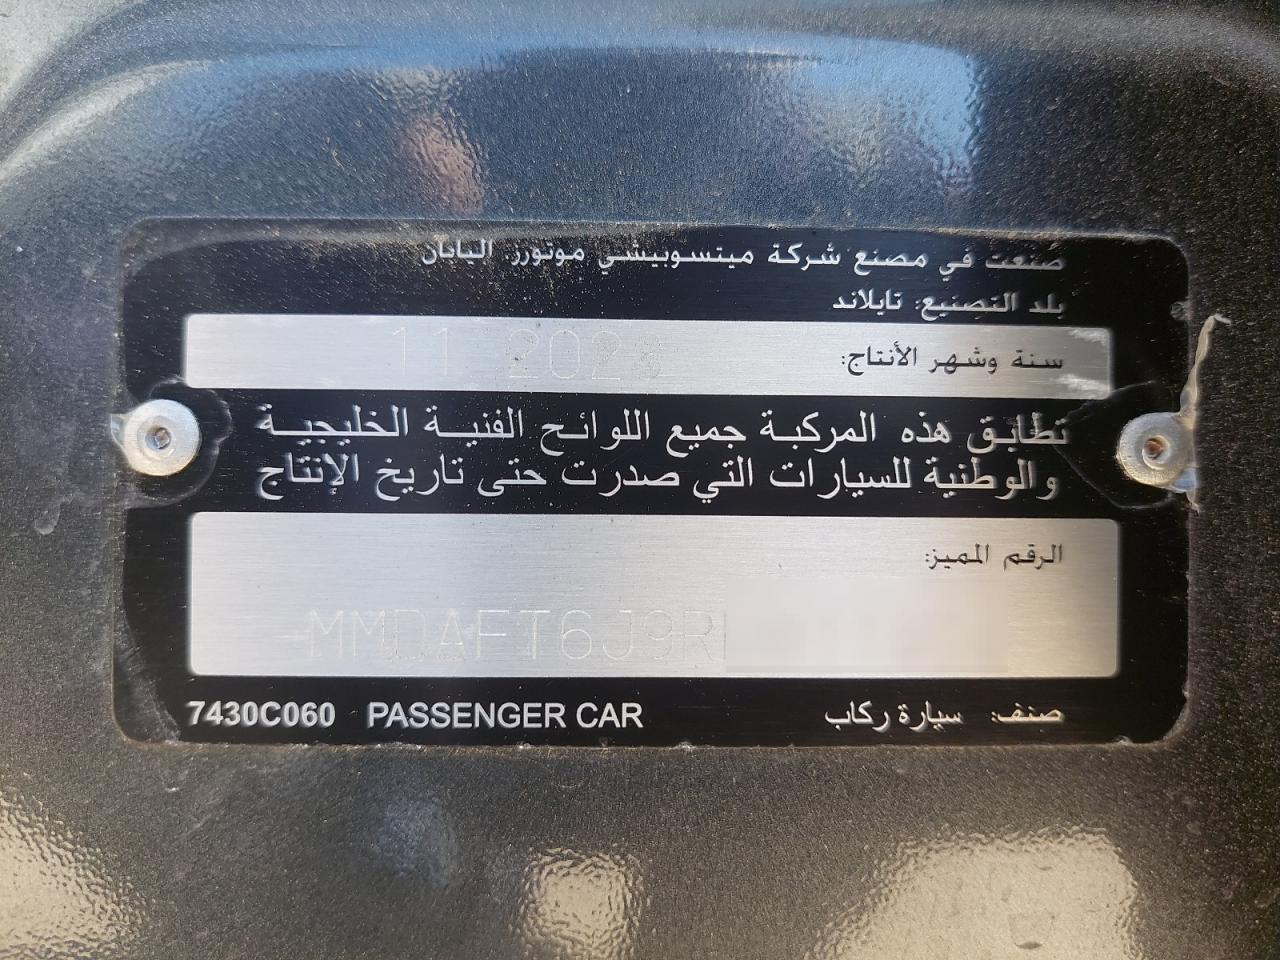 صنعت في مصنع شركة ميتسوبيشي موتورز. اليابان
بلد التصنيع: تايلاند
سنة وشهر الأنتاج: 11 2023
تطابق هذه المركبة جميع اللوائح الفنية الخليجية
والوطنية للسيارات التي صدرت حتى تاريخ الإنتاج
الرقم المميز:
MMDAFT6J9R
7430C060 PASSENGER CAR صنف: سيارة ركاب